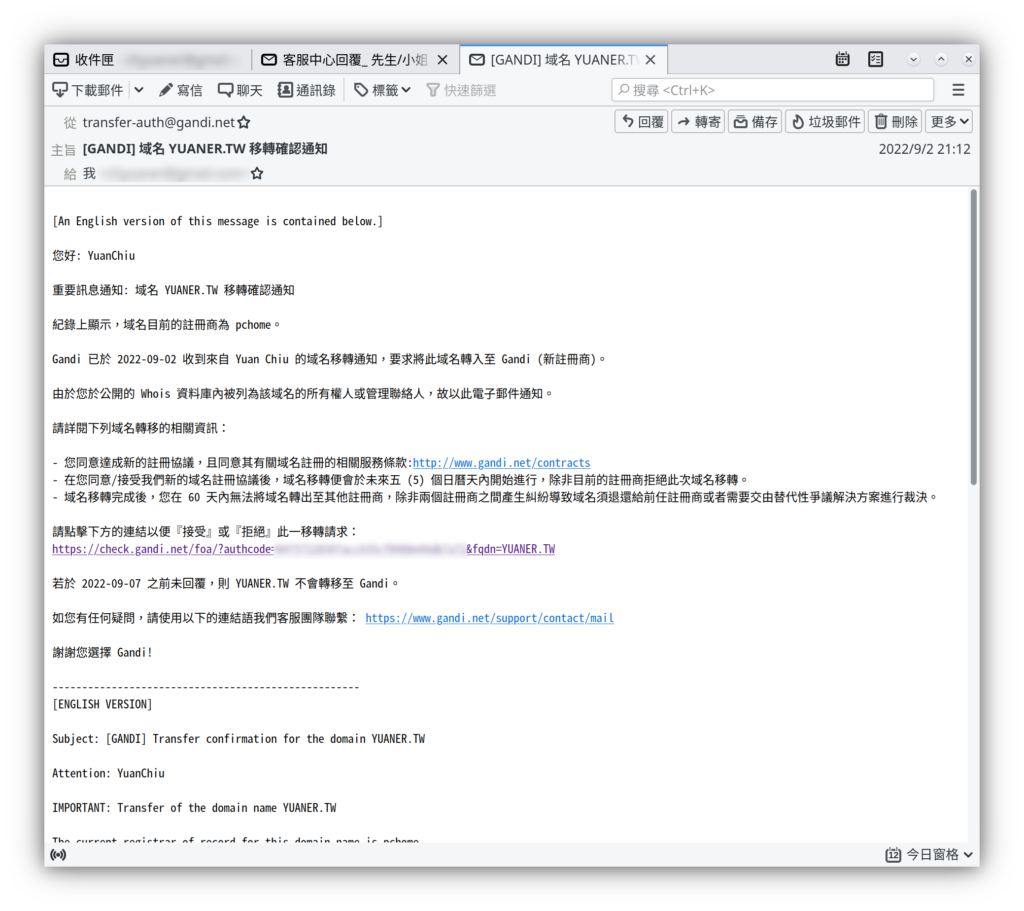 收件匣
客服中心回覆_ 先生/小姐
[GANDI] 域名 YUANER.TW
下載郵件
寫信
聊天
通訊錄
標籤
快速篩選
搜尋 <Ctrl+K>
從 transfer-auth@gandi.net
回覆
轉寄
備存
垃圾郵件
刪除
更多
主旨 [GANDI] 域名 YUANER.TW 移轉確認通知
2022/9/2 21:12
給 我
[An English version of this message is contained below.]
您好: YuanChiu
重要訊息通知: 域名 YUANER.TW 移轉確認通知
紀錄上顯示，域名目前的註冊商為 pchome。
Gandi 已於 2022-09-02 收到來自 Yuan Chiu 的域名移轉通知，要求將此域名轉入至 Gandi (新註冊商)。
由於您於公開的 Whois 資料庫內被列為該域名的所有權人或管理聯絡人，故以此電子郵件通知。
請詳閱下列域名轉移的相關資訊：
- 您同意達成新的註冊協議，且同意其有關域名註冊的相關服務條款:http://www.gandi.net/contracts
- 在您同意/接受我們新的域名註冊協議後，域名移轉便會於未來五 (5) 個日曆天內開始進行，除非目前的註冊商拒絕此次域名移轉。
- 域名移轉完成後，您在 60 天內無法將域名轉出至其他註冊商，除非兩個註冊商之間產生糾紛導致域名須退還給前任註冊商或者需要交由替代性爭議解決方案進行裁決。
請點擊下方的連結以便『接受』或『拒絕』此一移轉請求：
https://check.gandi.net/foa/?authcode= &fqdn=YUANER.TW
若於 2022-09-07 之前未回覆，則 YUANER.TW 不會轉移至 Gandi。
如您有任何疑問，請使用以下的連結語我們客服團隊聯繫： https://www.gandi.net/support/contact/mail
謝謝您選擇 Gandi!
----------------------------------------------------
[ENGLISH VERSION]
Subject: [GANDI] Transfer confirmation for the domain YUANER.TW
Attention: YuanChiu
IMPORTANT: Transfer of the domain name YUANER.TW
The current registrar of record for this domain name is pchome
12
今日窗格